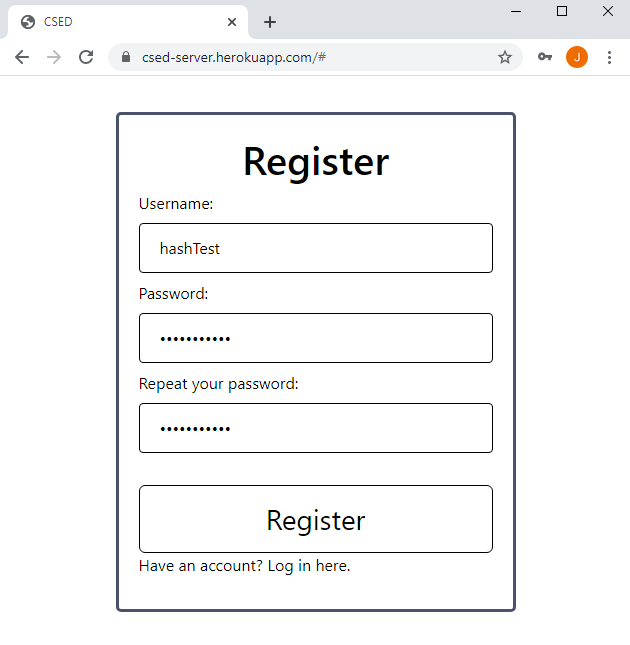 CSED
csed-server.herokuapp.com/#
J
Register
Username:
hashTest
Password:
•••••••••••
Repeat your password:
•••••••••••
Register
Have an account? Log in here.